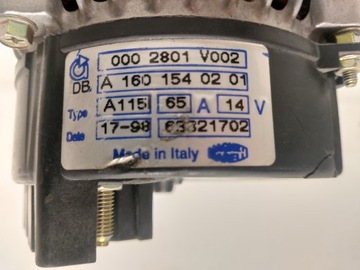 000 2801 V002
DB. A 160 154 02 01
Type A115 65 A 14 V
Date 17-98 63321702
Made in Italy